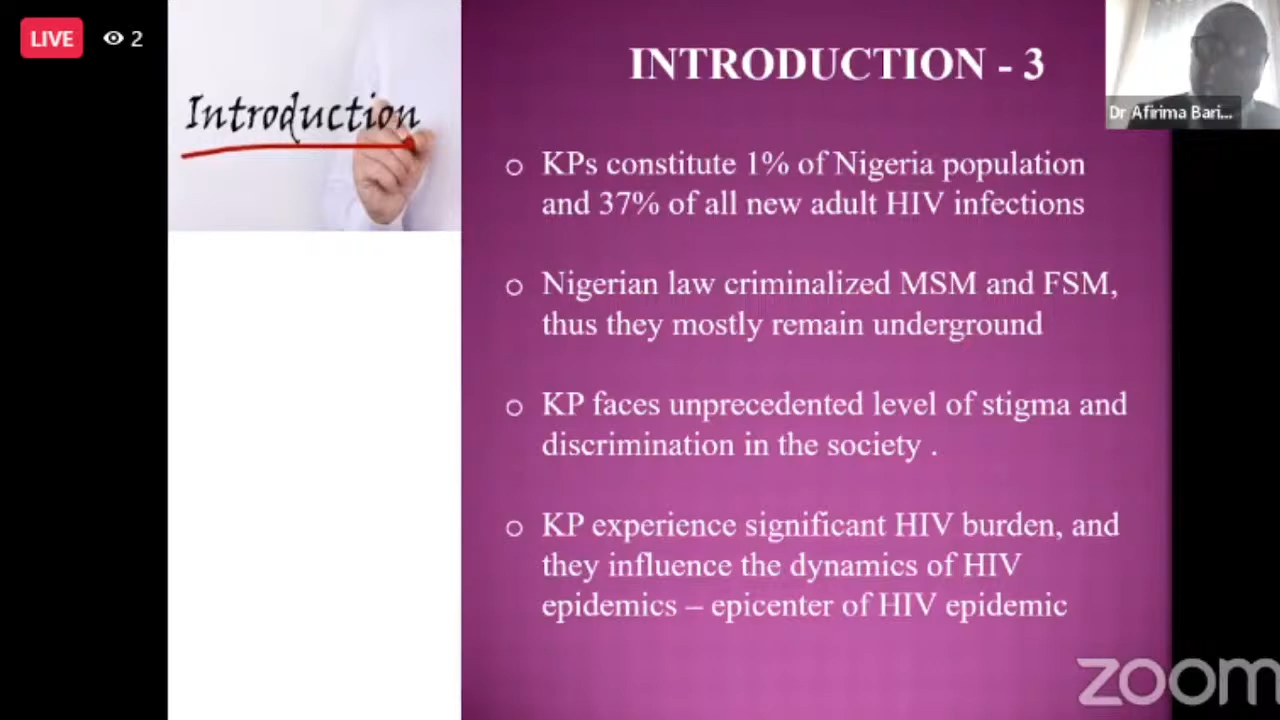 LIVE
2
Introduction
INTRODUCTION - 3
Dr Afirima Bari...
KPs constitute 1% of Nigeria population
and 37% of all new adult HIV infections
Nigerian law criminalized MSM and FSM,
thus they mostly remain underground
KP faces unprecedented level of stigma and
discrimination in the society .
KP experience significant HIV burden, and
they influence the dynamics of HIV
epidemics – epicenter of HIV epidemic
zoom